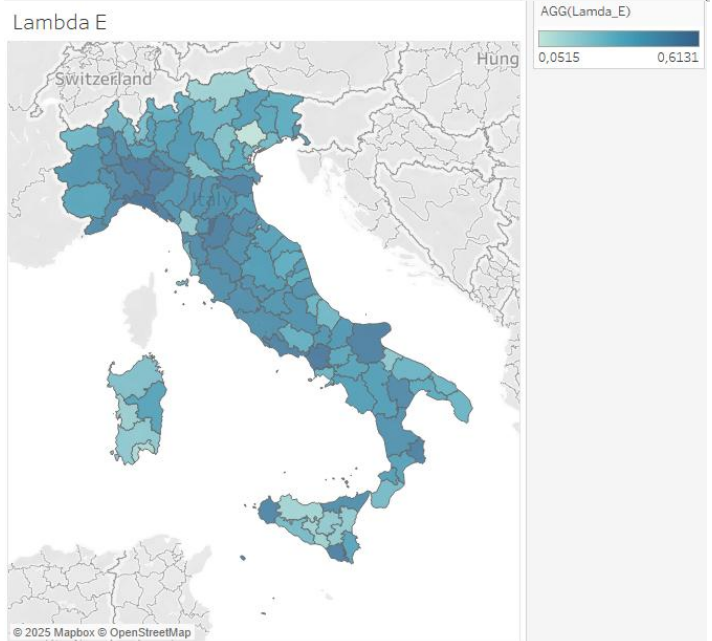 Lambda E
AGG(Lamda_E)
0,0515 0,6131
Switzerland
Hung
Italy
© 2025 Mapbox © OpenStreetMap